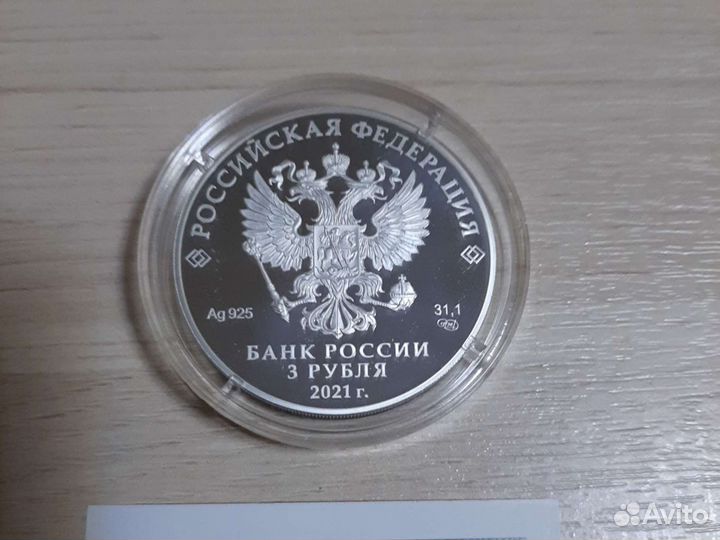 РОССИЙСКАЯ ФЕДЕРАЦИЯ
Ag 925
31,1
БАНК РОССИИ
3 РУБЛЯ
2021 г.
Avito